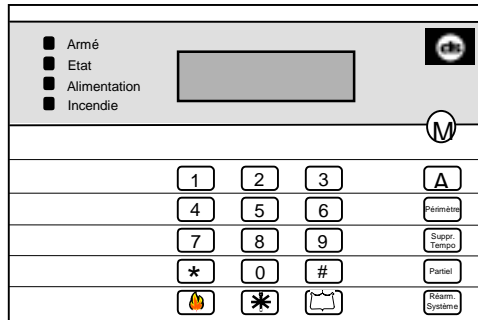 Armé
Etat
Alimentation
Incendie
M
1 2 3 A
4 5 6 Périmètre
7 8 9 Suppr. Tempo
* 0 # Partiel
Réarm. Système